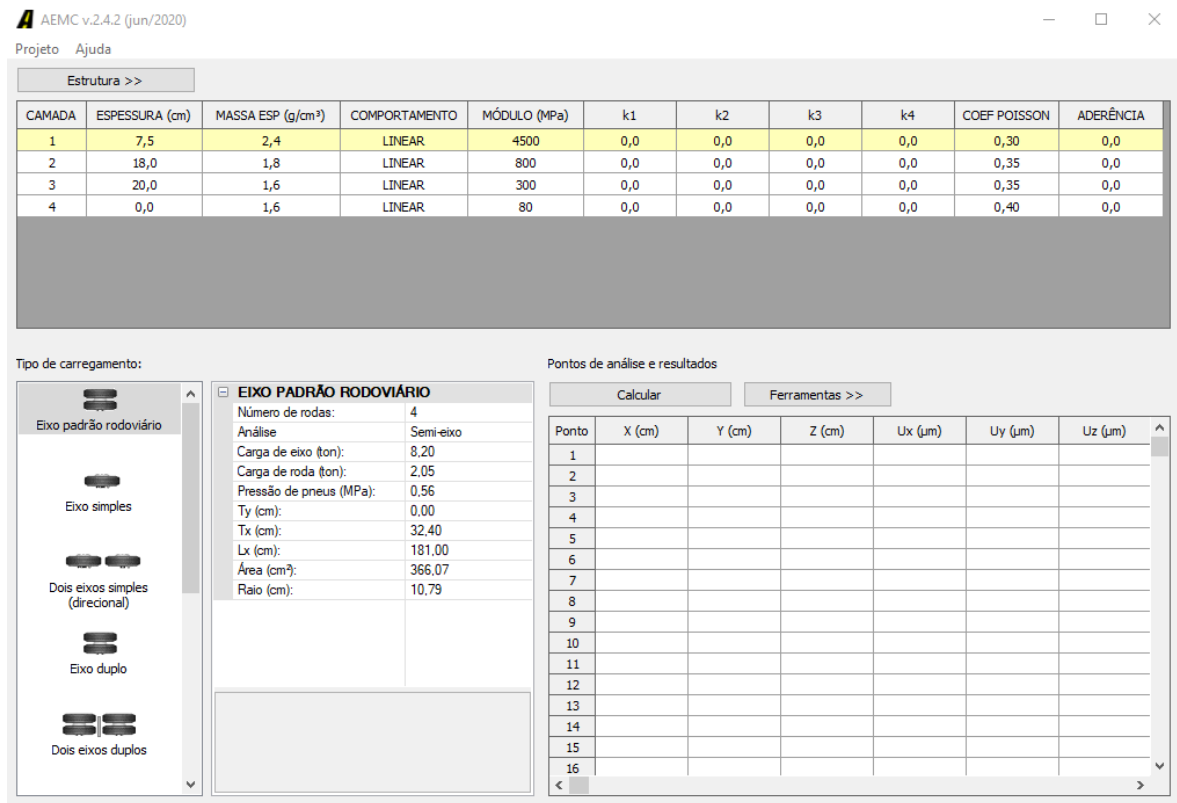 AEMC v.2.4.2 (jun/2020)
Projeto Ajuda
Estrutura >>
CAMADA ESPESSURA (cm) MASSA ESP (g/cm³) COMPORTAMENTO MÓDULO (MPa) k1 k2 k3 k4 COEF POISSON ADERÊNCIA
1 7,5 2,4 LINEAR 4500 0,0 0,0 0,0 0,0 0,30 0,0
2 18,0 1,8 LINEAR 800 0,0 0,0 0,0 0,0 0,35 0,0
3 20,0 1,6 LINEAR 300 0,0 0,0 0,0 0,0 0,35 0,0
4 0,0 1,6 LINEAR 80 0,0 0,0 0,0 0,0 0,40 0,0
Tipo de carregamento:
Eixo padrão rodoviário
Eixo simples
Dois eixos simples
(direcional)
Eixo duplo
Dois eixos duplos
EIXO PADRÃO RODOVIÁRIO
Número de rodas: 4
Análise Semi-eixo
Carga de eixo (ton): 8,20
Carga de roda (ton): 2,05
Pressão de pneus (MPa): 0,56
Ty (cm): 0,00
Tx (cm): 32,40
Lx (cm): 181,00
Área (cm²): 366,07
Raio (cm): 10,79
Pontos de análise e resultados
Calcular Ferramentas >>
Ponto X (cm) Y (cm) Z (cm) Ux (µm) Uy (µm) Uz (µm)
1
2
3
4
5
6
7
8
9
10
11
12
13
14
15
16